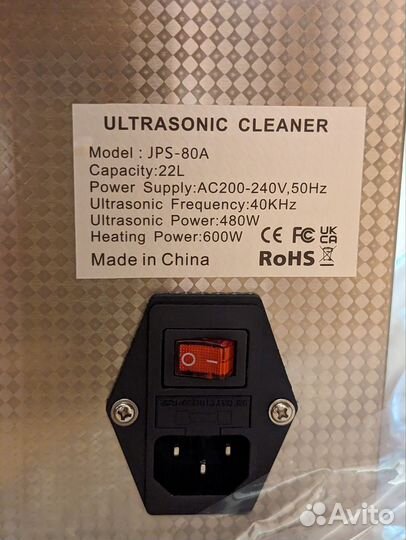 ULTRASONIC CLEANER
Model : JPS-80A
Capacity:22L
Power Supply:AC200-240V,50Hz
Ultrasonic Frequency:40KHz
Ultrasonic Power:480W
Heating Power:600W CE FC UK CA
Made in China RoHS
Avito